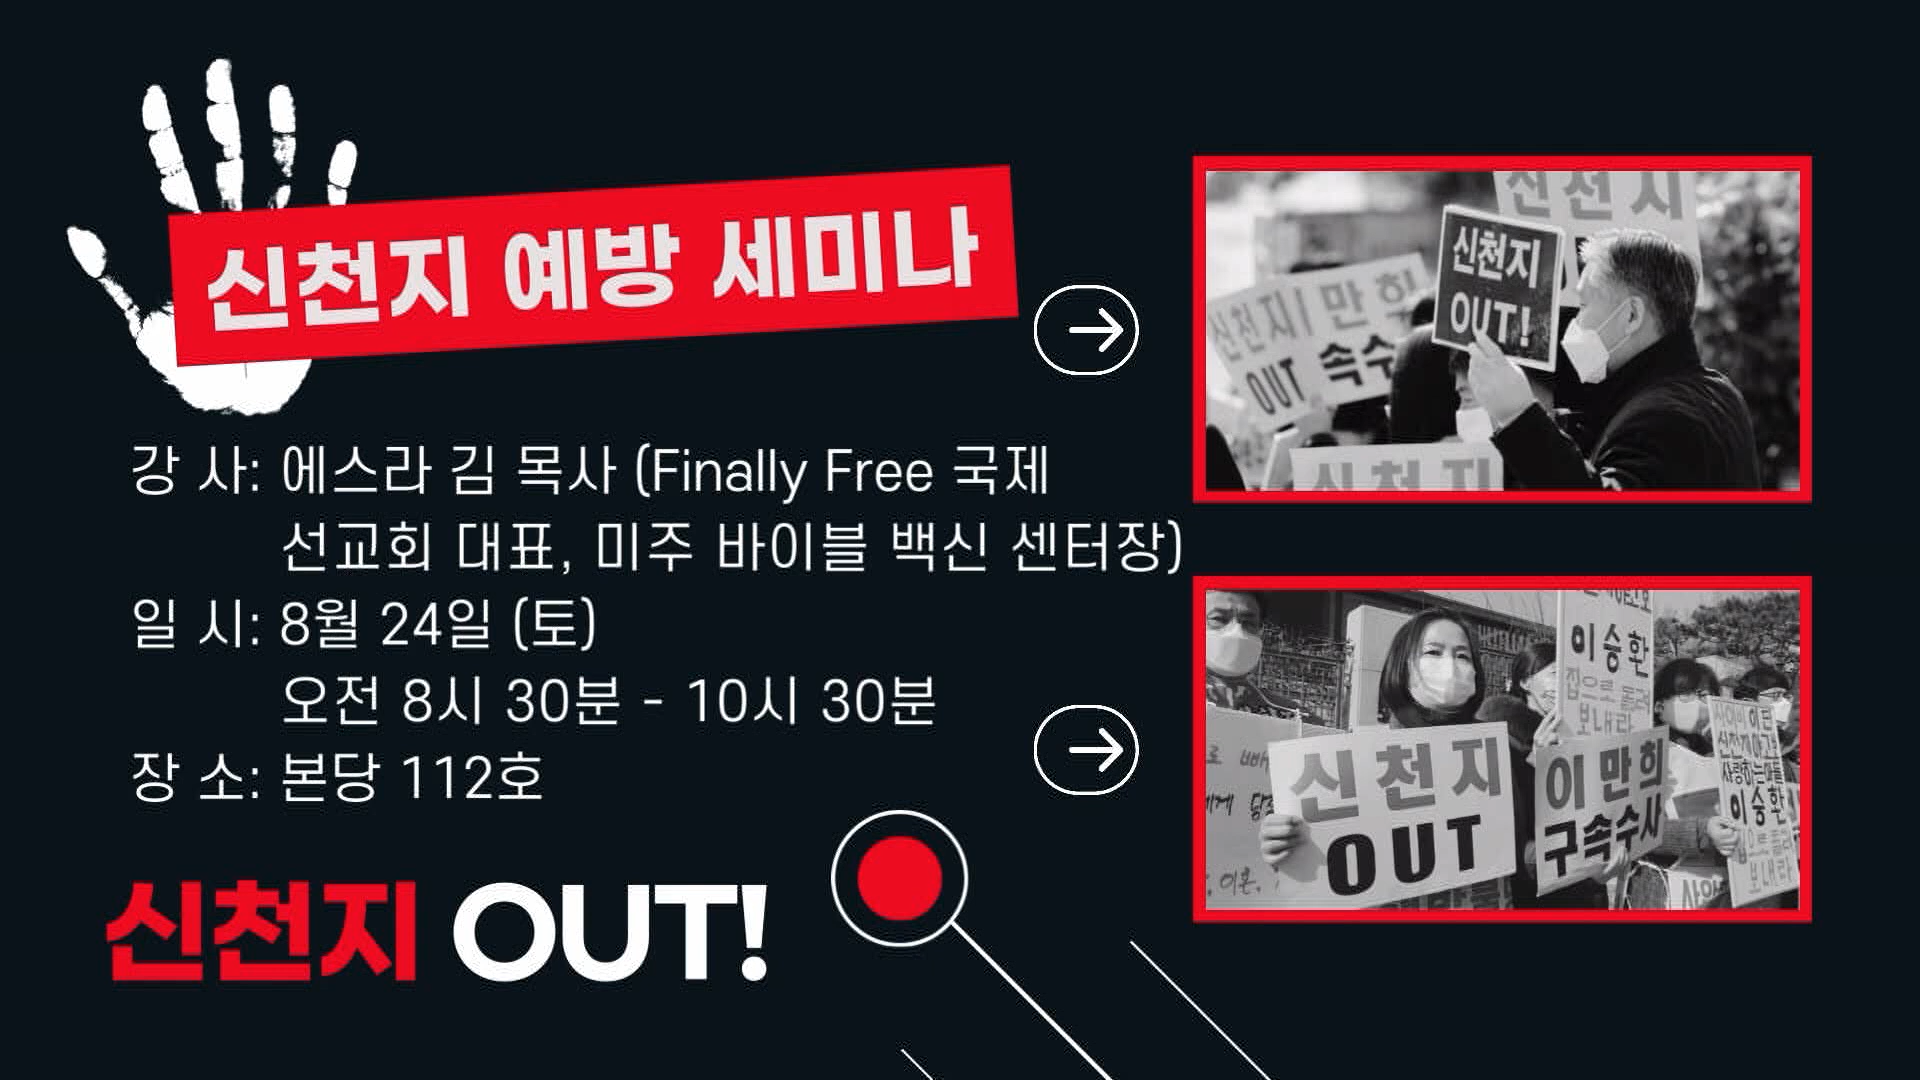 신천지 예방 세미나
강 사: 에스라 김 목사 (Finally Free 국제
선교회 대표, 미주 바이블 백신 센터장)
일 시: 8월 24일 (토)
오전 8시 30분 - 10시 30분
장 소: 본당 112호
신천지 OUT!
신천지
신천지
OUT!
신천지
OUT
이만희
구속수
신천지
이승환
집으로 돌려
보내라
신천지
OUT
이만희
구속수사
이승환
보내라